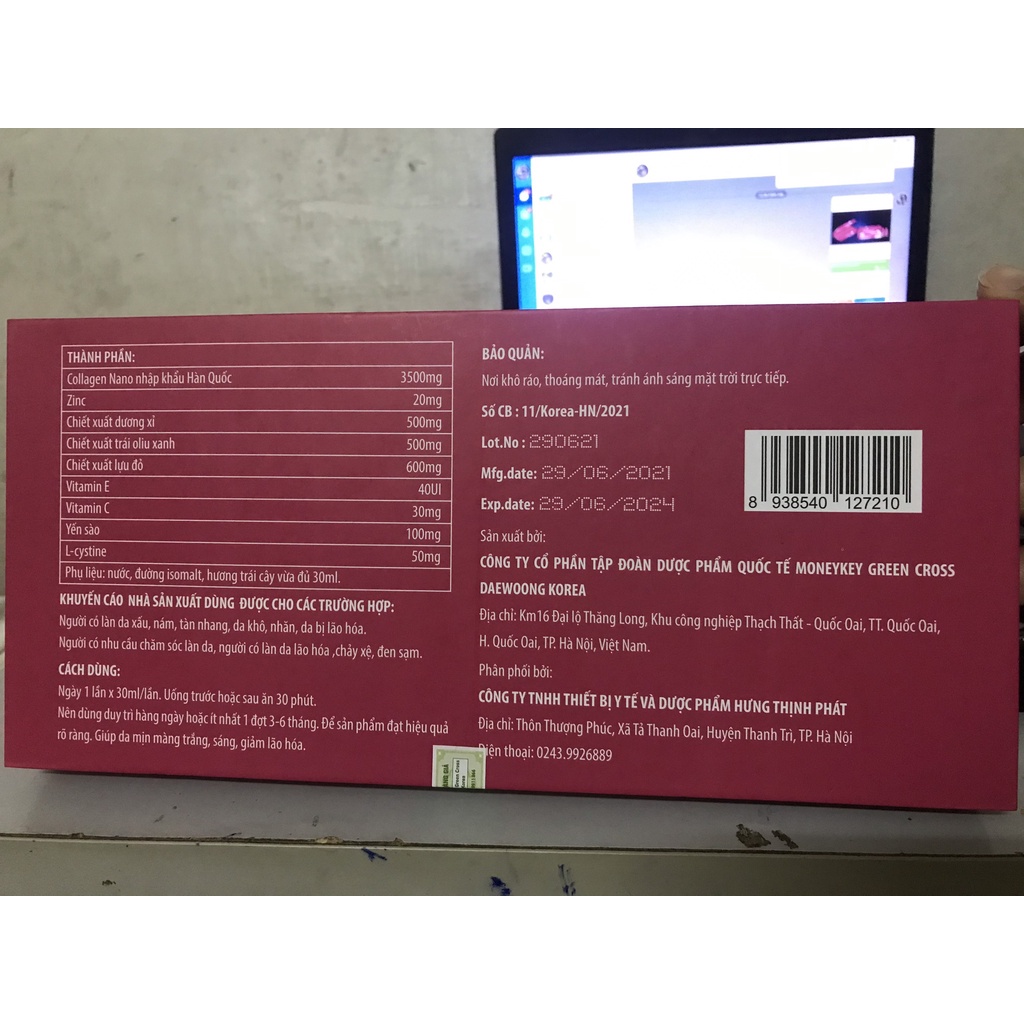 THÀNH PHẦN:
Collagen Nano nhập khẩu Hàn Quốc 3500mg
Zinc 20mg
Chiết xuất dương xỉ 500mg
Chiết xuất trái oliu xanh 500mg
Chiết xuất lựu đỏ 600mg
Vitamin E 40UI
Vitamin C 30mg
Yến sào 100mg
L-cystine 50mg
Phụ liệu: nước, đường isomalt, hương trái cây vừa đủ 30ml.
KHUYẾN CÁO NHÀ SẢN XUẤT DÙNG ĐƯỢC CHO CÁC TRƯỜNG HỢP:
Người có làn da xấu, nám, tàn nhang, da khô, nhăn, da bị lão hóa.
Người có nhu cầu chăm sóc làn da, người có làn da lão hóa ,chảy xệ, đen sạm.
CÁCH DÙNG:
Ngày 1 lần x 30ml/lần. Uống trước hoặc sau ăn 30 phút.
Nên dùng duy trì hàng ngày hoặc ít nhất 1 đợt 3-6 tháng. Để sản phẩm đạt hiệu quả
rõ ràng. Giúp da mịn màng trắng, sáng, giảm lão hóa.
BẢO QUẢN:
Nơi khô ráo, thoáng mát, tránh ánh sáng mặt trời trực tiếp.
Số CB : 11/Korea-HN/2021
Lot.No : 290621
Mfg.date: 29/06/2021
Exp.date: 29/06/2024
8 938540 127210
Sản xuất bởi:
CÔNG TY CỔ PHẦN TẬP ĐOÀN DƯỢC PHẨM QUỐC TẾ MONEYKEY GREEN CROSS
DAEWOONG KOREA
Địa chỉ: Km16 Đại lộ Thăng Long, Khu công nghiệp Thạch Thất - Quốc Oai, TT. Quốc Oai,
H. Quốc Oai, TP. Hà Nội, Việt Nam.
Phân phối bởi:
CÔNG TY TNHH THIẾT BỊ Y TẾ VÀ DƯỢC PHẨM HƯNG THỊNH PHÁT
Địa chỉ: Thôn Thượng Phúc, Xã Tả Thanh Oai, Huyện Thanh Trì, TP. Hà Nội
Điện thoại: 0243.9926889
Green Cross